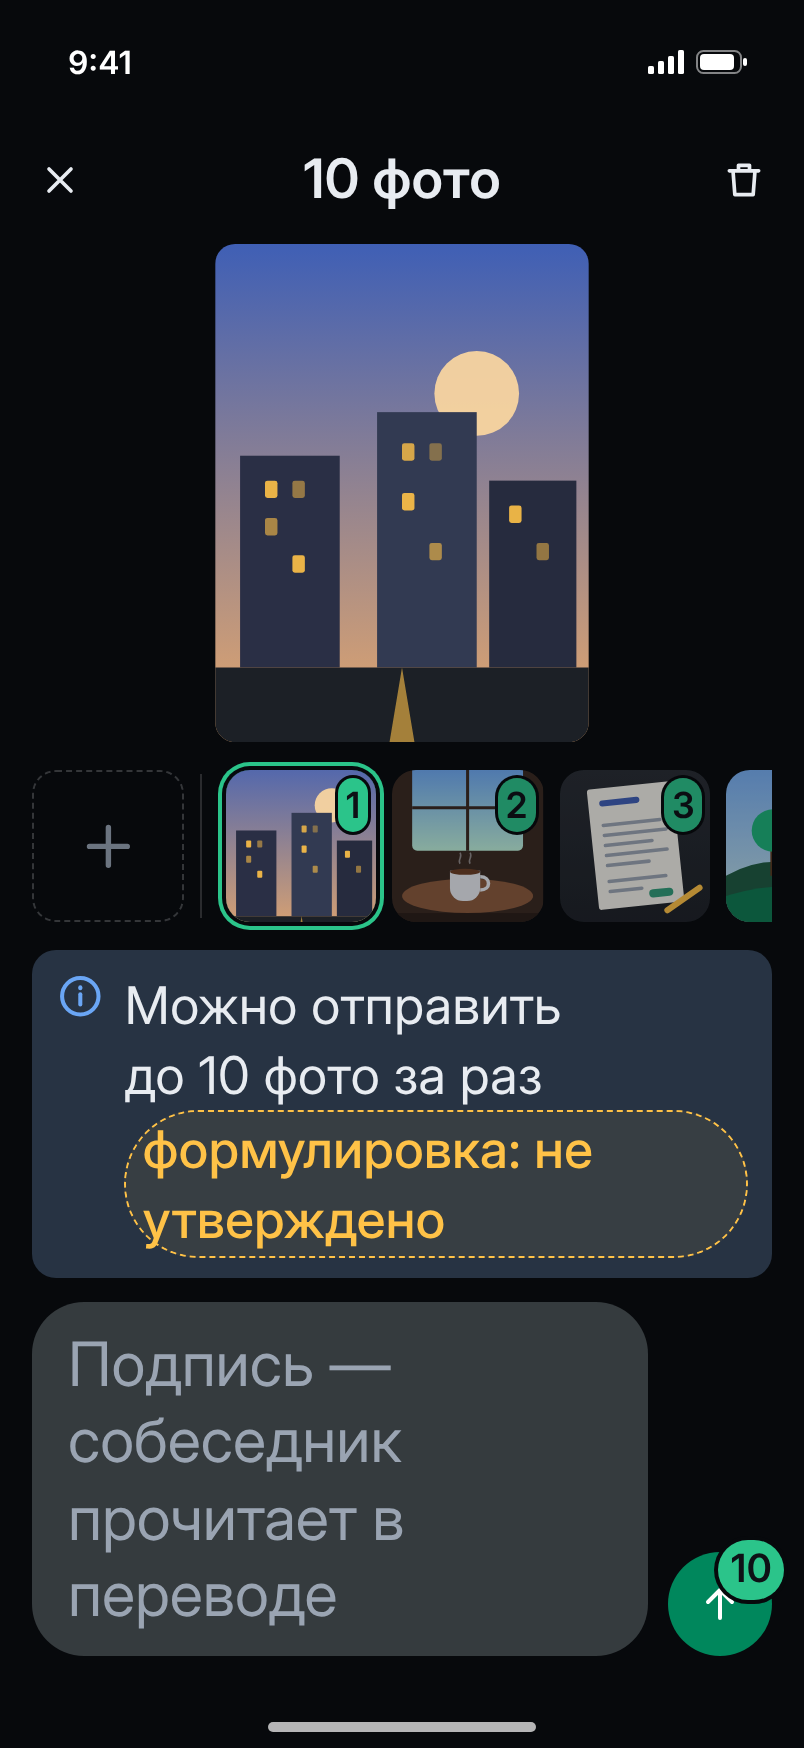 9:41
10 фото
1
2
3
Можно отправить
до 10 фото за раз
формулировка: не
утверждено
Подпись —
собеседник
прочитает в
переводе
10